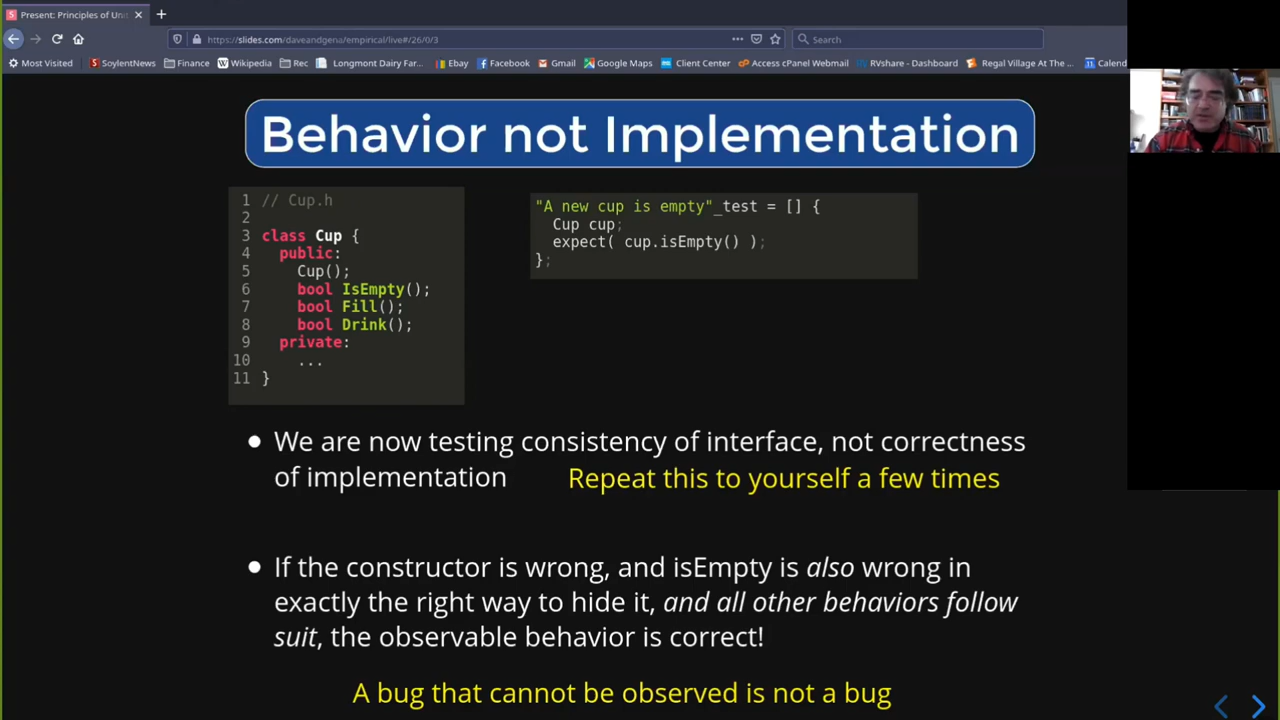 Present: Principles of Uni
https://slides.com/daveandgena/empirical/live#/26/0/3
Search
Most Visited
SoylentNews
Finance
Wikipedia
Rec
Longmont Dairy Far...
Ebay
Facebook
Gmail
Google Maps
Client Center
Access cPanel Webmail
RVshare - Dashboard
Regal Village At The ...
Calend
Behavior not Implementation
1 // Cup.h
2
3 class Cup {
4 public:
5 Cup();
6 bool IsEmpty();
7 bool Fill();
8 bool Drink();
9 private:
10 ...
11 }
"A new cup is empty"_test = [] {
Cup cup;
expect( cup.isEmpty() );
};
We are now testing consistency of interface, not correctness
of implementation
Repeat this to yourself a few times
If the constructor is wrong, and isEmpty is also wrong in
exactly the right way to hide it, and all other behaviors follow
suit, the observable behavior is correct!
A bug that cannot be observed is not a bug